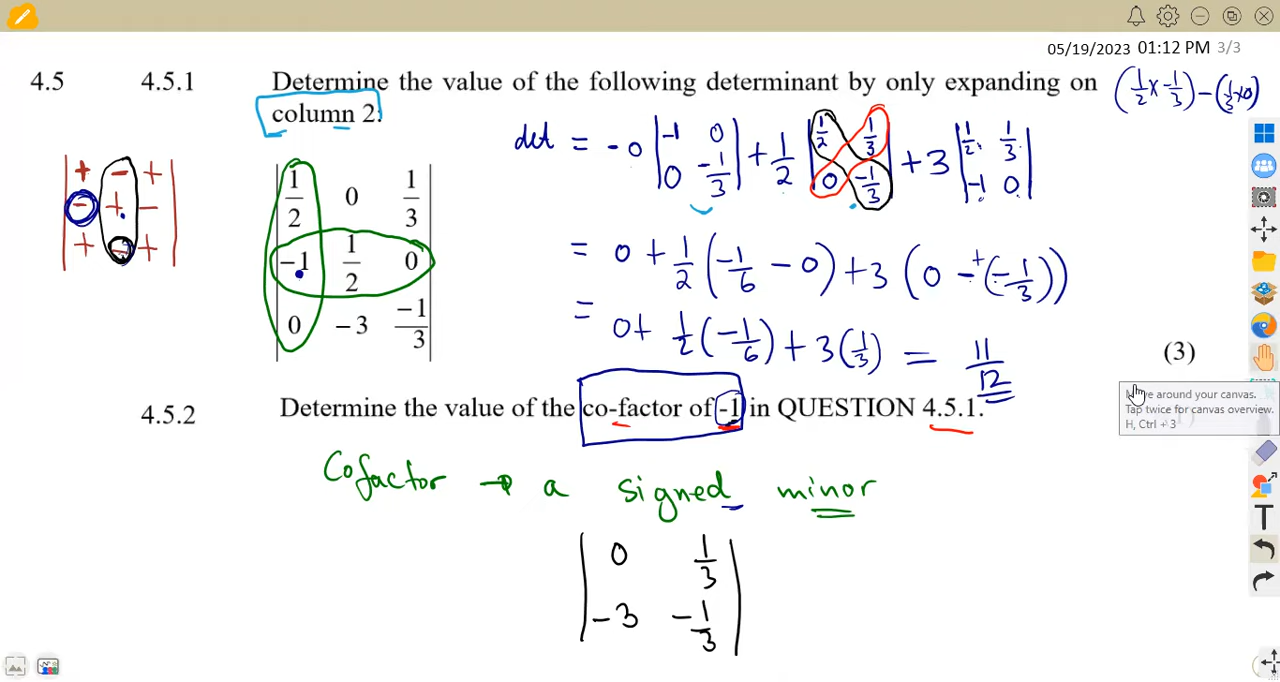 05/19/2023 01:12 PM 3/3
4.5 4.5.1 Determine the value of the following determinant by only expanding on column 2.
(1/2 × -1/3) - (1/3 × 0)
| + - + |
| - + - |
| + - + |
| 1/2 0 1/3 |
| -1 1/2 0 |
| 0 -3 -1/3 |
det = -0 | -1 0 ; 0 -1/3 | + 1/2 | 1/2 1/3 ; 0 -1/3 | + 3 | 1/2 1/3 ; -1 0 |
= 0 + 1/2 (-1/6 - 0) + 3 (0 - (-1/3))
+
= 0 + 1/2 (-1/6) + 3 (1/3) = 11/12
(3)
4.5.2 Determine the value of the co-factor of -1 in QUESTION 4.5.1.
around your canvas.
Tap twice for canvas overview.
H, Ctrl + 3
Cofactor → a signed minor
| 0 1/3 |
| -3 -1/3 |
T